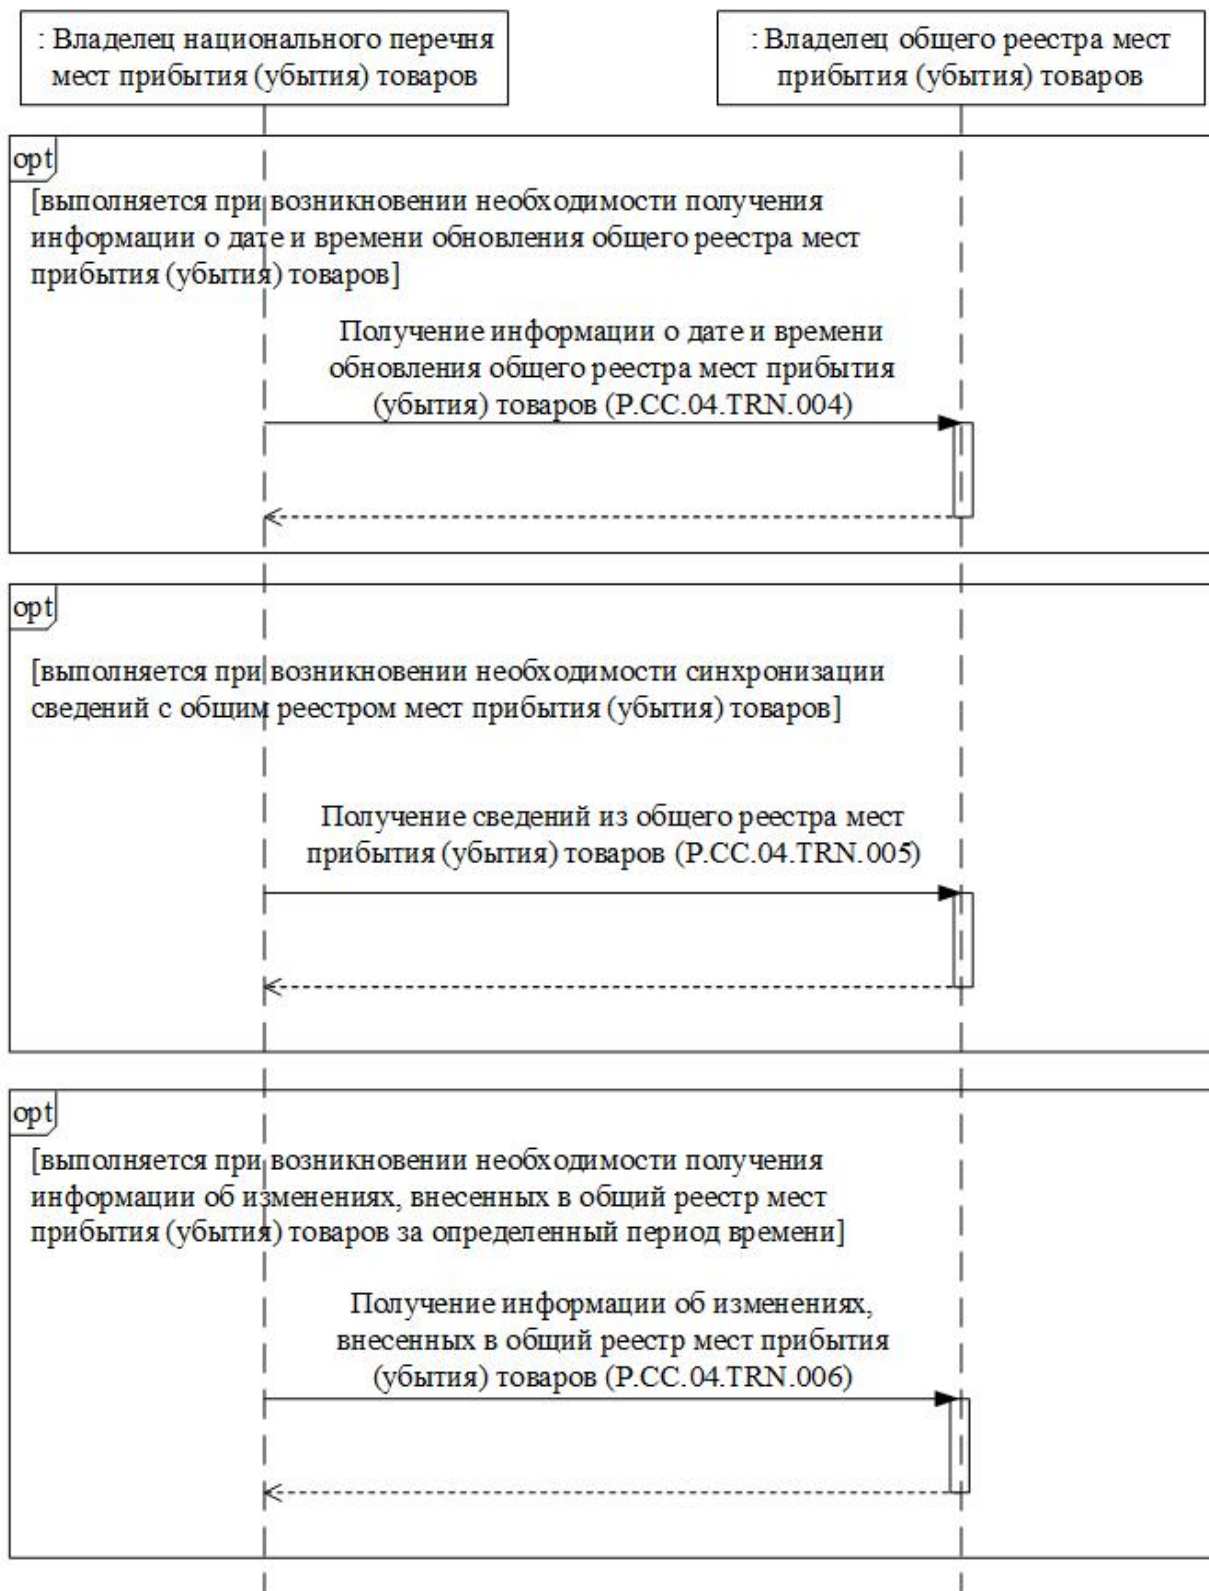 : Владелец национального перечня
мест прибытия (убытия) товаров
: Владелец общего реестра мест
прибытия (убытия) товаров
opt
[выполняется при возникновении необходимости получения
информации о дате и времени обновления общего реестра мест
прибытия (убытия) товаров]
Получение информации о дате и времени
обновления общего реестра мест прибытия
(убытия) товаров (P.CC.04.TRN.004)
opt
[выполняется при возникновении необходимости синхронизации
сведений с общим реестром мест прибытия (убытия) товаров]
Получение сведений из общего реестра мест
прибытия (убытия) товаров (P.CC.04.TRN.005)
opt
[выполняется при возникновении необходимости получения
информации об изменениях, внесенных в общий реестр мест
прибытия (убытия) товаров за определенный период времени]
Получение информации об изменениях,
внесенных в общий реестр мест прибытия
(убытия) товаров (P.CC.04.TRN.006)